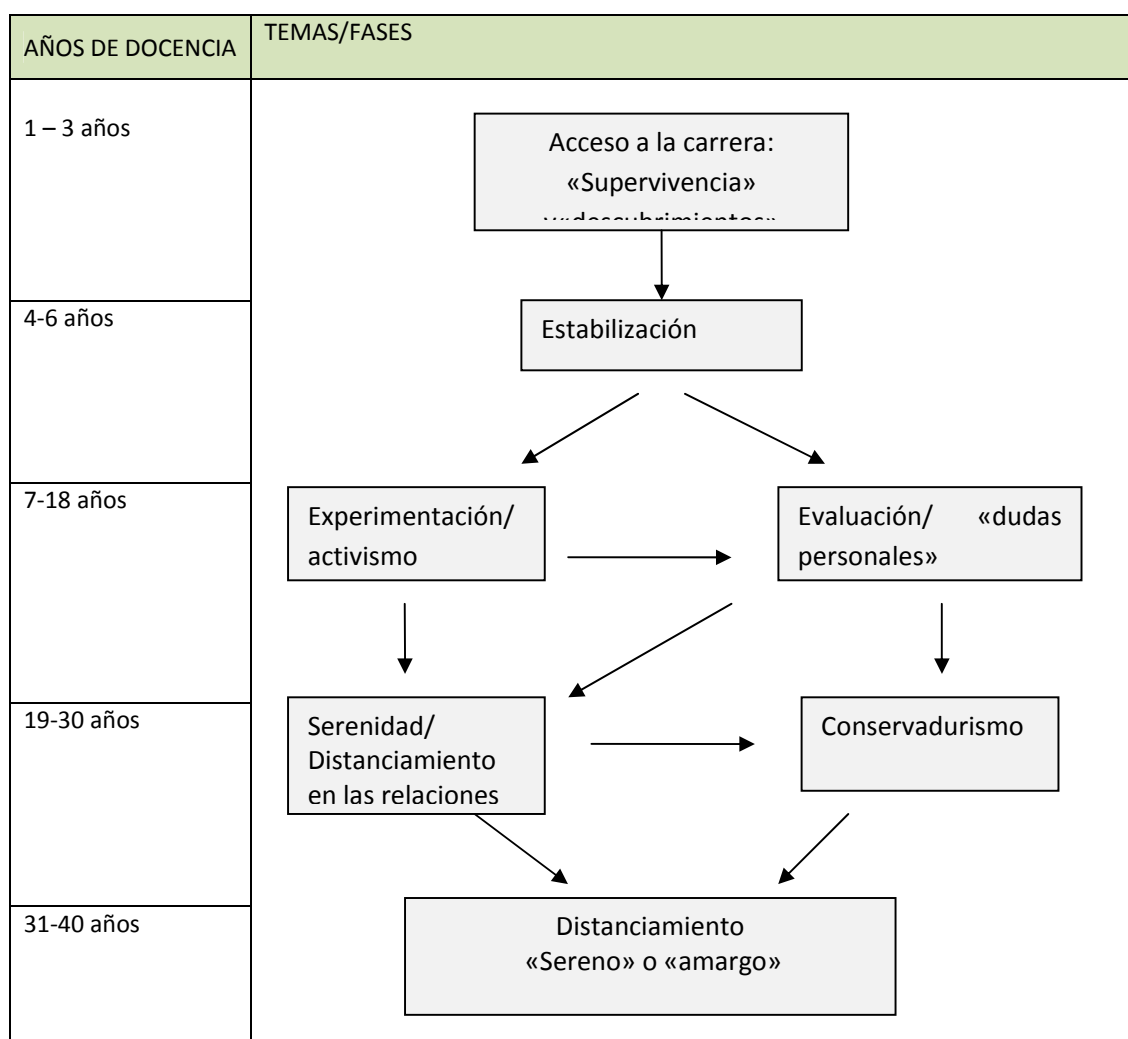 AÑOS DE DOCENCIA
TEMAS/FASES
1 – 3 años
Acceso a la carrera:
«Supervivencia»
y«descubrimientos»
4-6 años
Estabilización
7-18 años
Experimentación/
activismo
Evaluación/ «dudas
personales»
19-30 años
Serenidad/
Distanciamiento
en las relaciones
Conservadurismo
31-40 años
Distanciamiento
«Sereno» o «amargo»